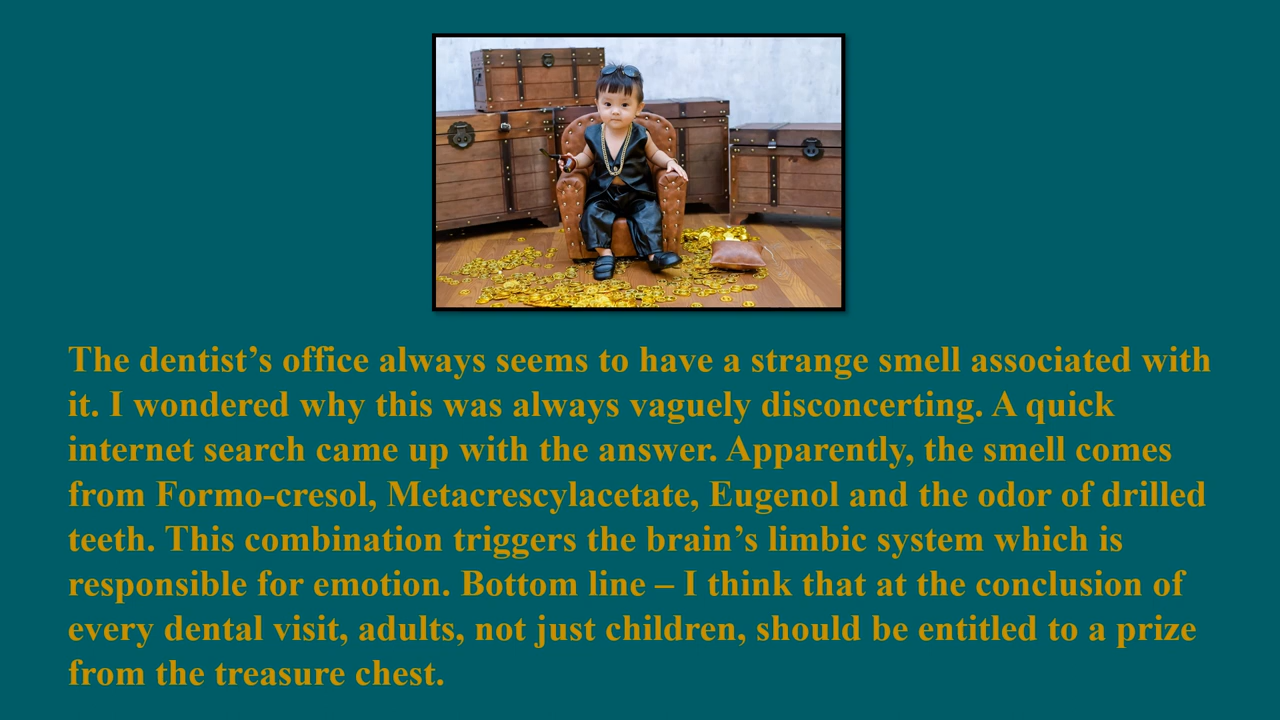 The dentist’s office always seems to have a strange smell associated with
it. I wondered why this was always vaguely disconcerting. A quick
internet search came up with the answer. Apparently, the smell comes
from Formo-cresol, Metacrescylacetate, Eugenol and the odor of drilled
teeth. This combination triggers the brain’s limbic system which is
responsible for emotion. Bottom line – I think that at the conclusion of
every dental visit, adults, not just children, should be entitled to a prize
from the treasure chest.